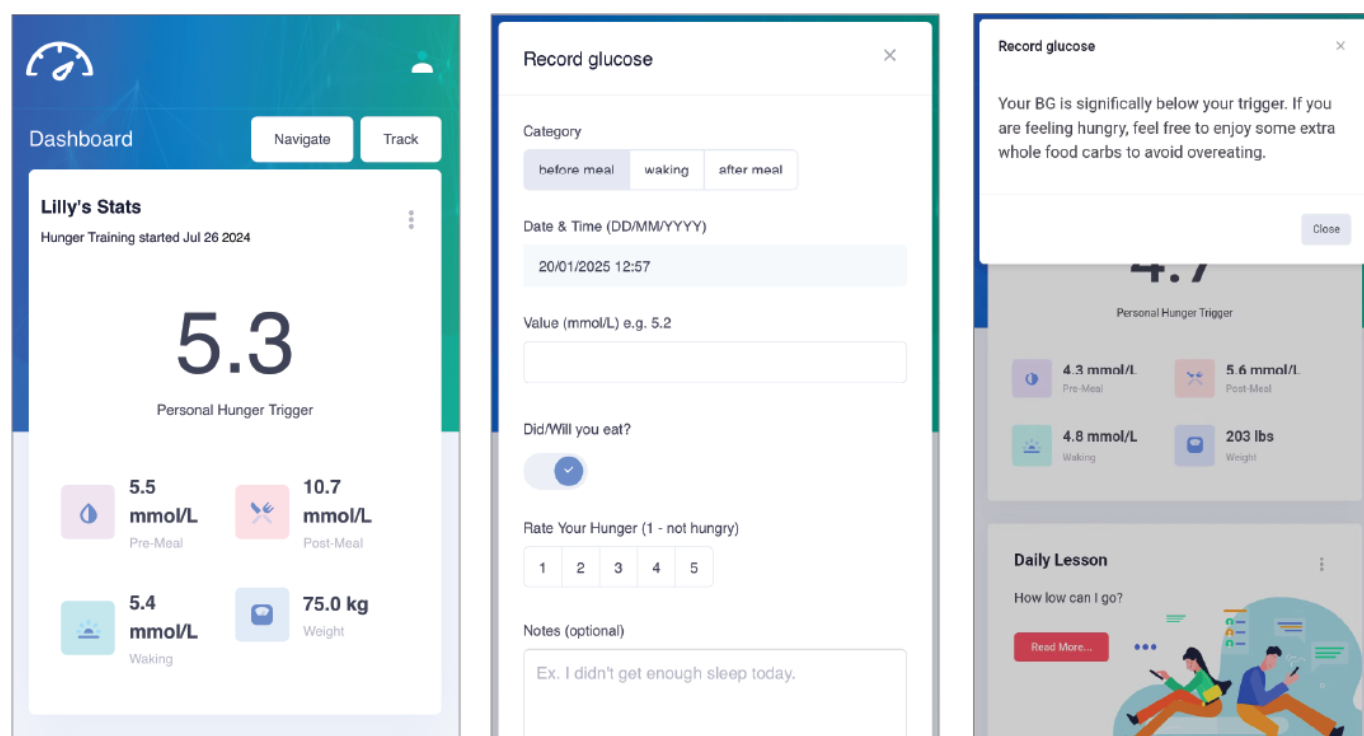 Dashboard
Navigate
Track
Lilly's Stats
Hunger Training started Jul 26 2024
5.3
Personal Hunger Trigger
5.5
mmol/L
Pre-Meal
10.7
mmol/L
Post-Meal
5.4
mmol/L
Waking
75.0 kg
Weight
Record glucose
Category
before meal
waking
after meal
Date & Time (DD/MM/YYYY)
20/01/2025 12:57
Value (mmol/L) e.g. 5.2
Did/Will you eat?
Rate Your Hunger (1 - not hungry)
1 2 3 4 5
Notes (optional)
Ex. I didn't get enough sleep today.
Record glucose
Your BG is significally below your trigger. If you
are feeling hungry, feel free to enjoy some extra
whole food carbs to avoid overeating.
Close
4.7
Personal Hunger Trigger
4.3 mmol/L
Pre-Meal
5.6 mmol/L
Post-Meal
4.8 mmol/L
Waking
203 lbs
Weight
Daily Lesson
How low can I go?
Read More...